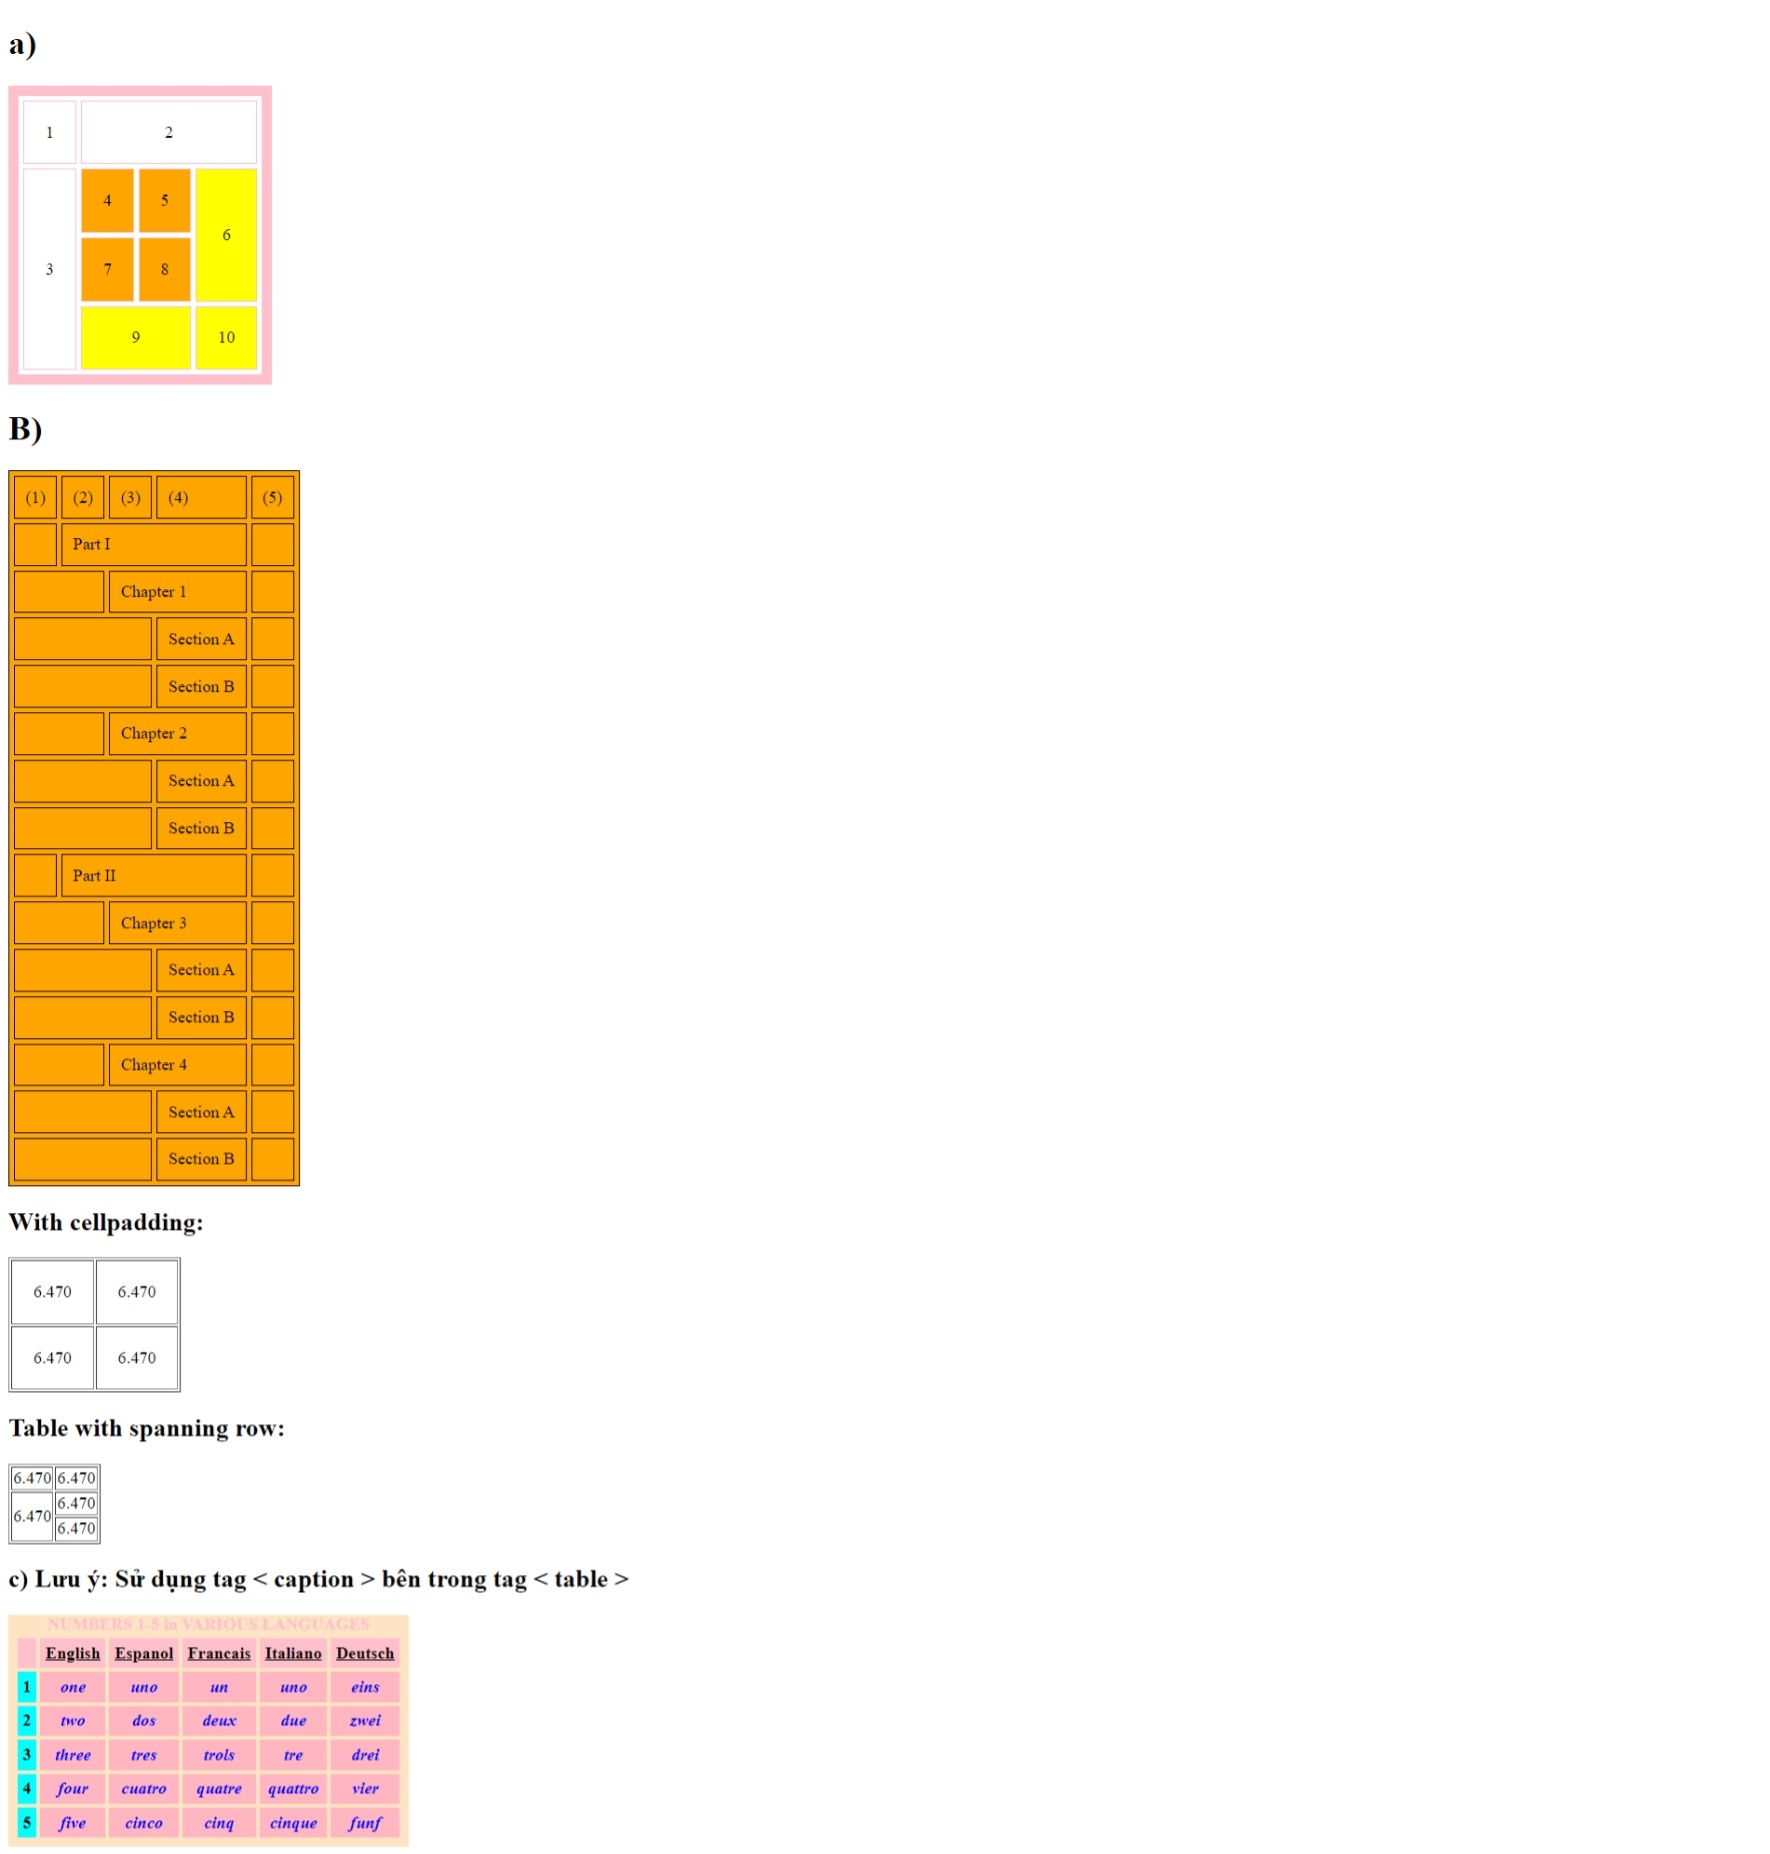 a)
1 2
4 5
6
3 7 8
9 10
B)
(1) (2) (3) (4) (5)
Part I
Chapter 1
Section A
Section B
Chapter 2
Section A
Section B
Part II
Chapter 3
Section A
Section B
Chapter 4
Section A
Section B
With cellpadding:
6.470 6.470
6.470 6.470
Table with spanning row:
6.470 6.470
6.470 6.470
6.470
c) Lưu ý: Sử dụng tag < caption > bên trong tag < table >
NUMBERS 1-5 in VARIOUS LANGUAGES
English Espanol Francais Italiano Deutsch
1 one uno un uno eins
2 two dos deux due zwei
3 three tres trols tre drei
4 four cuatro quatre quattro vier
5 five cinco cinq cinque funf